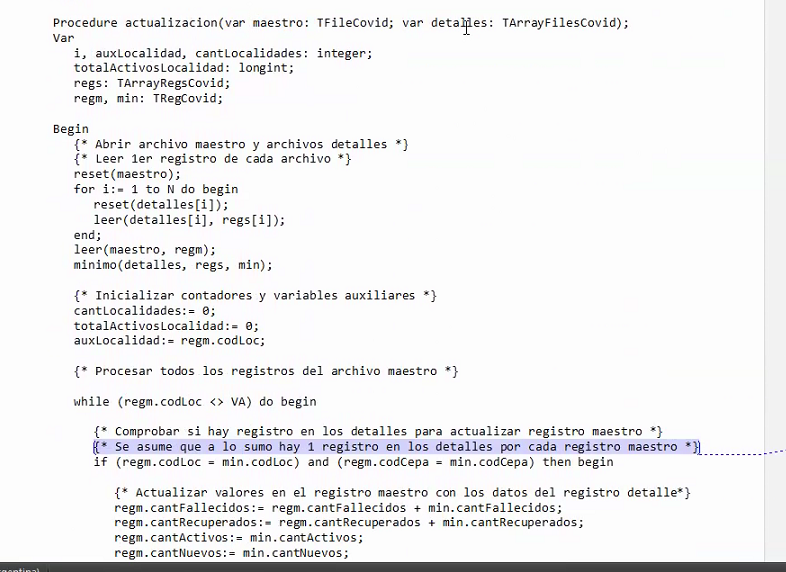 Procedure actualizacion(var maestro: TFileCovid; var detalles: TArrayFilesCovid);
Var
i, auxLocalidad, cantLocalidades: integer;
totalActivosLocalidad: longint;
regs: TArrayRegsCovid;
regm, min: TRegCovid;
Begin
{* Abrir archivo maestro y archivos detalles *}
{* Leer 1er registro de cada archivo *}
reset(maestro);
for i:= 1 to N do begin
reset(detalles[i]);
leer(detalles[i], regs[i]);
end;
leer(maestro, regm);
minimo(detalles, regs, min);
{* Inicializar contadores y variables auxiliares *}
cantLocalidades:= 0;
totalActivosLocalidad:= 0;
auxLocalidad:= regm.codLoc;
{* Procesar todos los registros del archivo maestro *}
while (regm.codLoc <> VA) do begin
{* Comprobar si hay registro en los detalles para actualizar registro maestro *}
{* Se asume que a lo sumo hay 1 registro en los detalles por cada registro maestro *}
if (regm.codLoc = min.codLoc) and (regm.codCepa = min.codCepa) then begin
{* Actualizar valores en el registro maestro con los datos del registro detalle*}
regm.cantFallecidos:= regm.cantFallecidos + min.cantFallecidos;
regm.cantRecuperados:= regm.cantRecuperados + min.cantRecuperados;
regm.cantActivos:= min.cantActivos;
regm.cantNuevos:= min.cantNuevos;